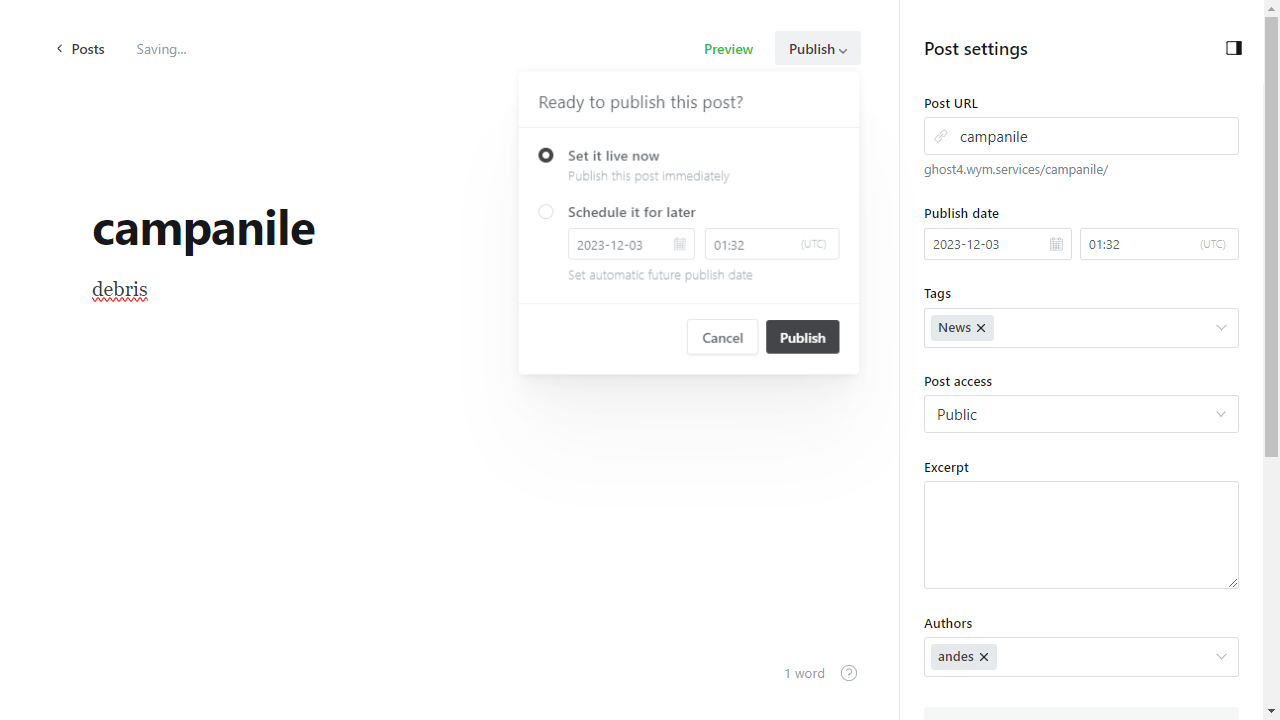 Posts
Saving...
Preview
Publish
Ready to publish this post?
Set it live now
Publish this post immediately
Schedule it for later
2023-12-03
01:32
(UTC)
Set automatic future publish date
Cancel
Publish
campanile
debris
1 word
?
Post settings
Post URL
campanile
ghost4.wym.services/campanile/
Publish date
2023-12-03
01:32
(UTC)
Tags
News
Post access
Public
Excerpt
Authors
andes